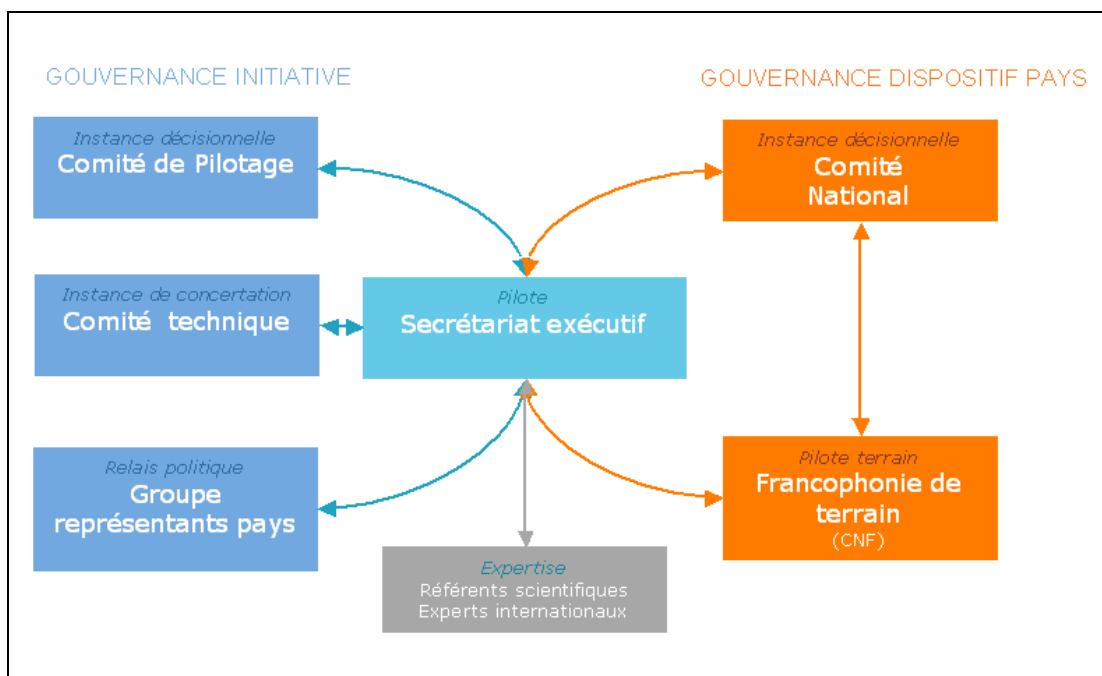 GOUVERNANCE INITIATIVE
Instance décisionnelle
Comité de Pilotage
Instance de concertation
Comité technique
Relais politique
Groupe
représentants pays
Pilote
Secrétariat exécutif
Expertise
Référents scientifiques
Experts internationaux
GOUVERNANCE DISPOSITIF PAYS
Instance décisionnelle
Comité
National
Pilote terrain
Francophonie de
terrain
(CNF)